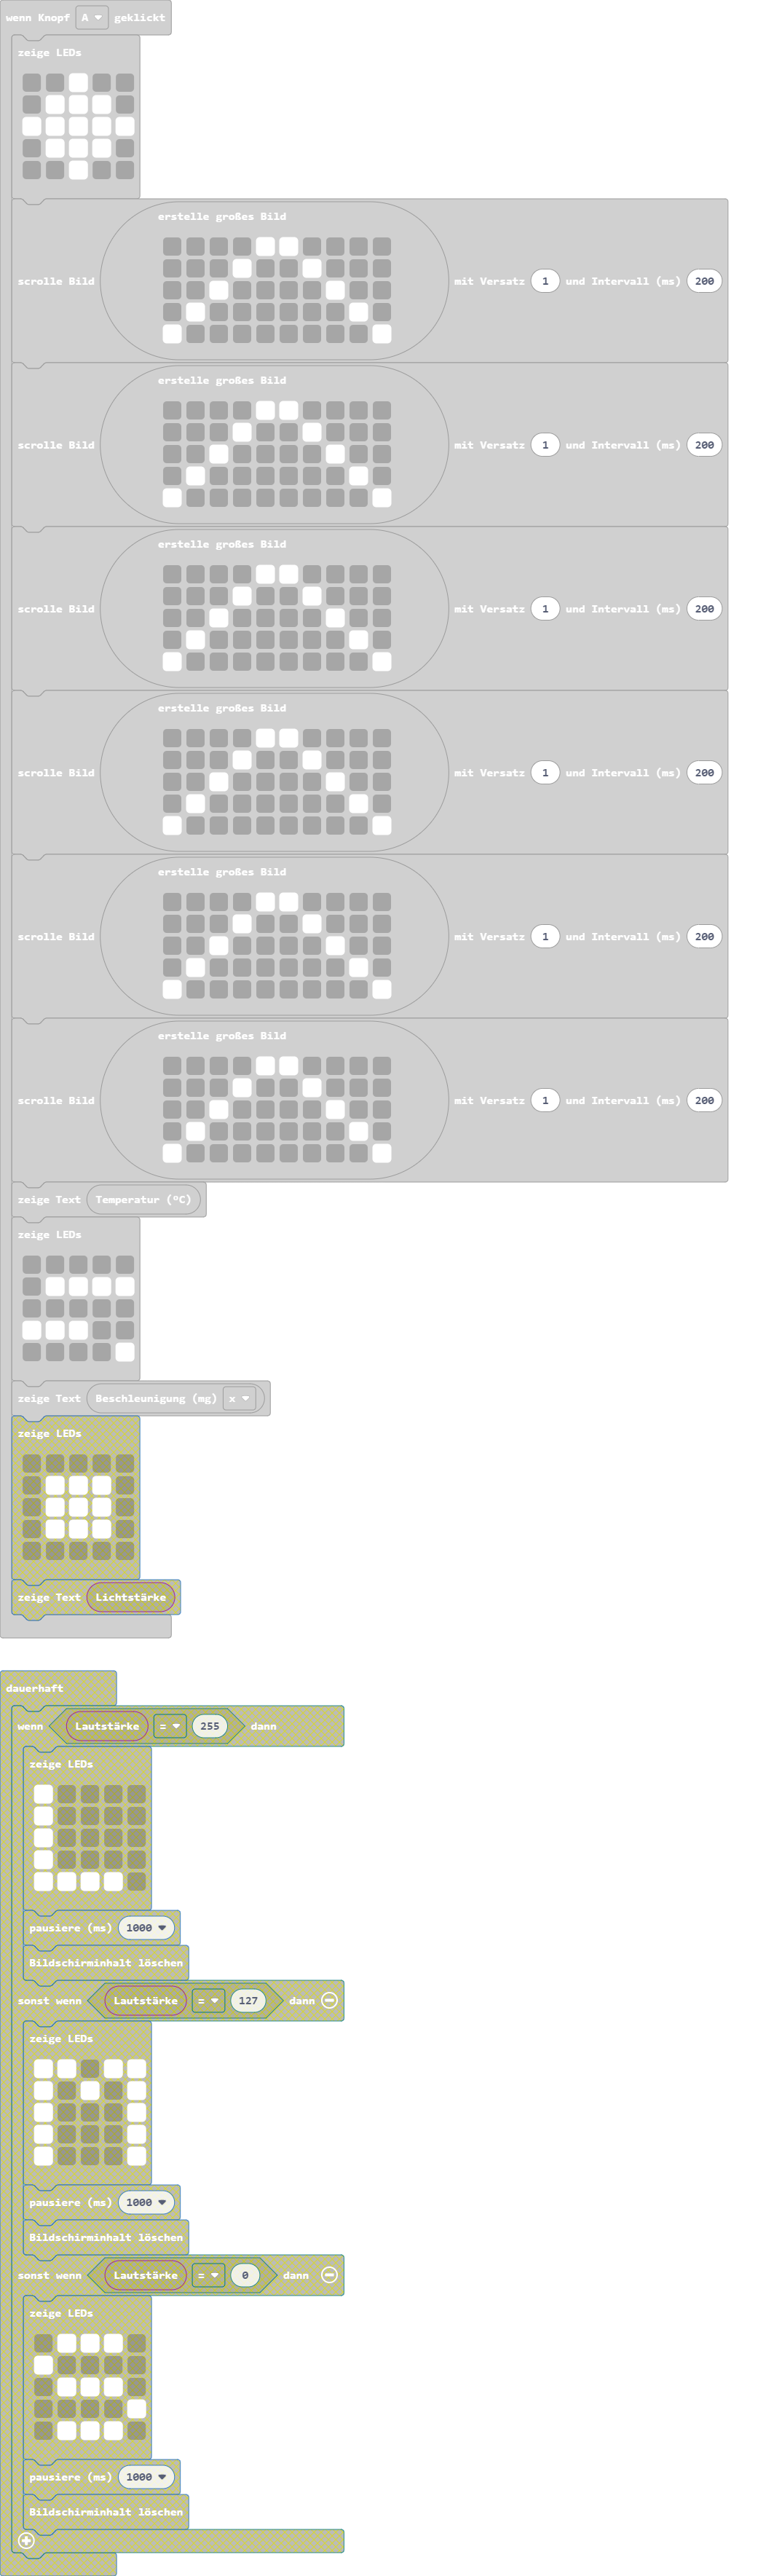 wenn Knopf A geklickt
zeige LEDs
erstelle großes Bild
scrolle Bild mit Versatz 1 und Intervall (ms) 200
erstelle großes Bild
scrolle Bild mit Versatz 1 und Intervall (ms) 200
erstelle großes Bild
scrolle Bild mit Versatz 1 und Intervall (ms) 200
erstelle großes Bild
scrolle Bild mit Versatz 1 und Intervall (ms) 200
erstelle großes Bild
scrolle Bild mit Versatz 1 und Intervall (ms) 200
erstelle großes Bild
scrolle Bild mit Versatz 1 und Intervall (ms) 200
zeige Text Temperatur (°C)
zeige LEDs
zeige Text Beschleunigung (mg) x
zeige LEDs
zeige Text Lichtstärke
dauerhaft
wenn Lautstärke = 255 dann
zeige LEDs
pausiere (ms) 1000
Bildschirminhalt löschen
sonst wenn Lautstärke = 127 dann
zeige LEDs
pausiere (ms) 1000
Bildschirminhalt löschen
sonst wenn Lautstärke = 0 dann
zeige LEDs
pausiere (ms) 1000
Bildschirminhalt löschen